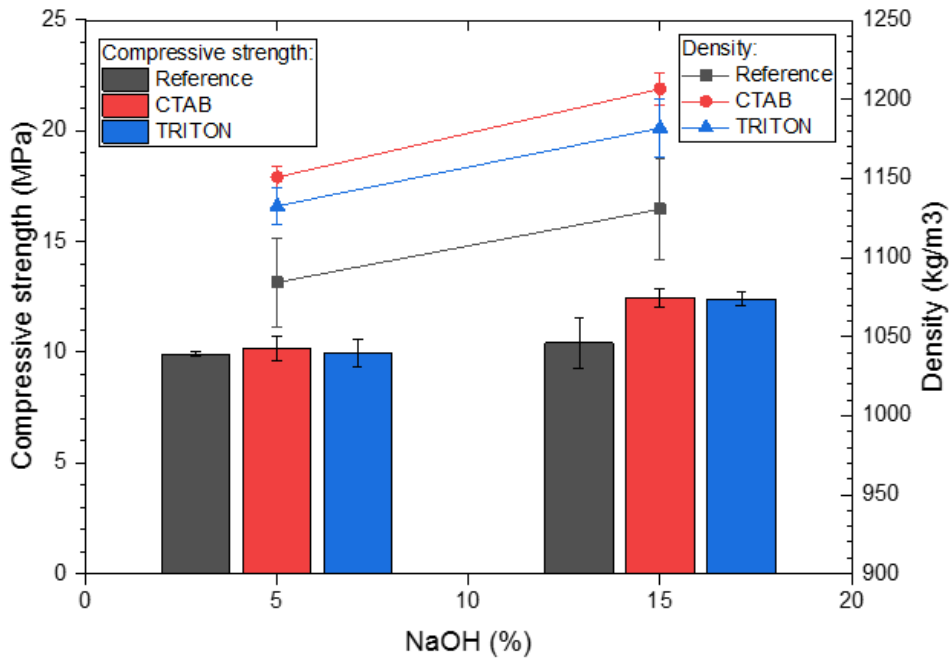 Compressive strength:
Reference
CTAB
TRITON
Density:
Reference
CTAB
TRITON
Compressive strength (MPa)
25
20
15
10
5
0
Density (kg/m3)
1250
1200
1150
1100
1050
1000
950
900
0 5 10 15 20
NaOH (%)